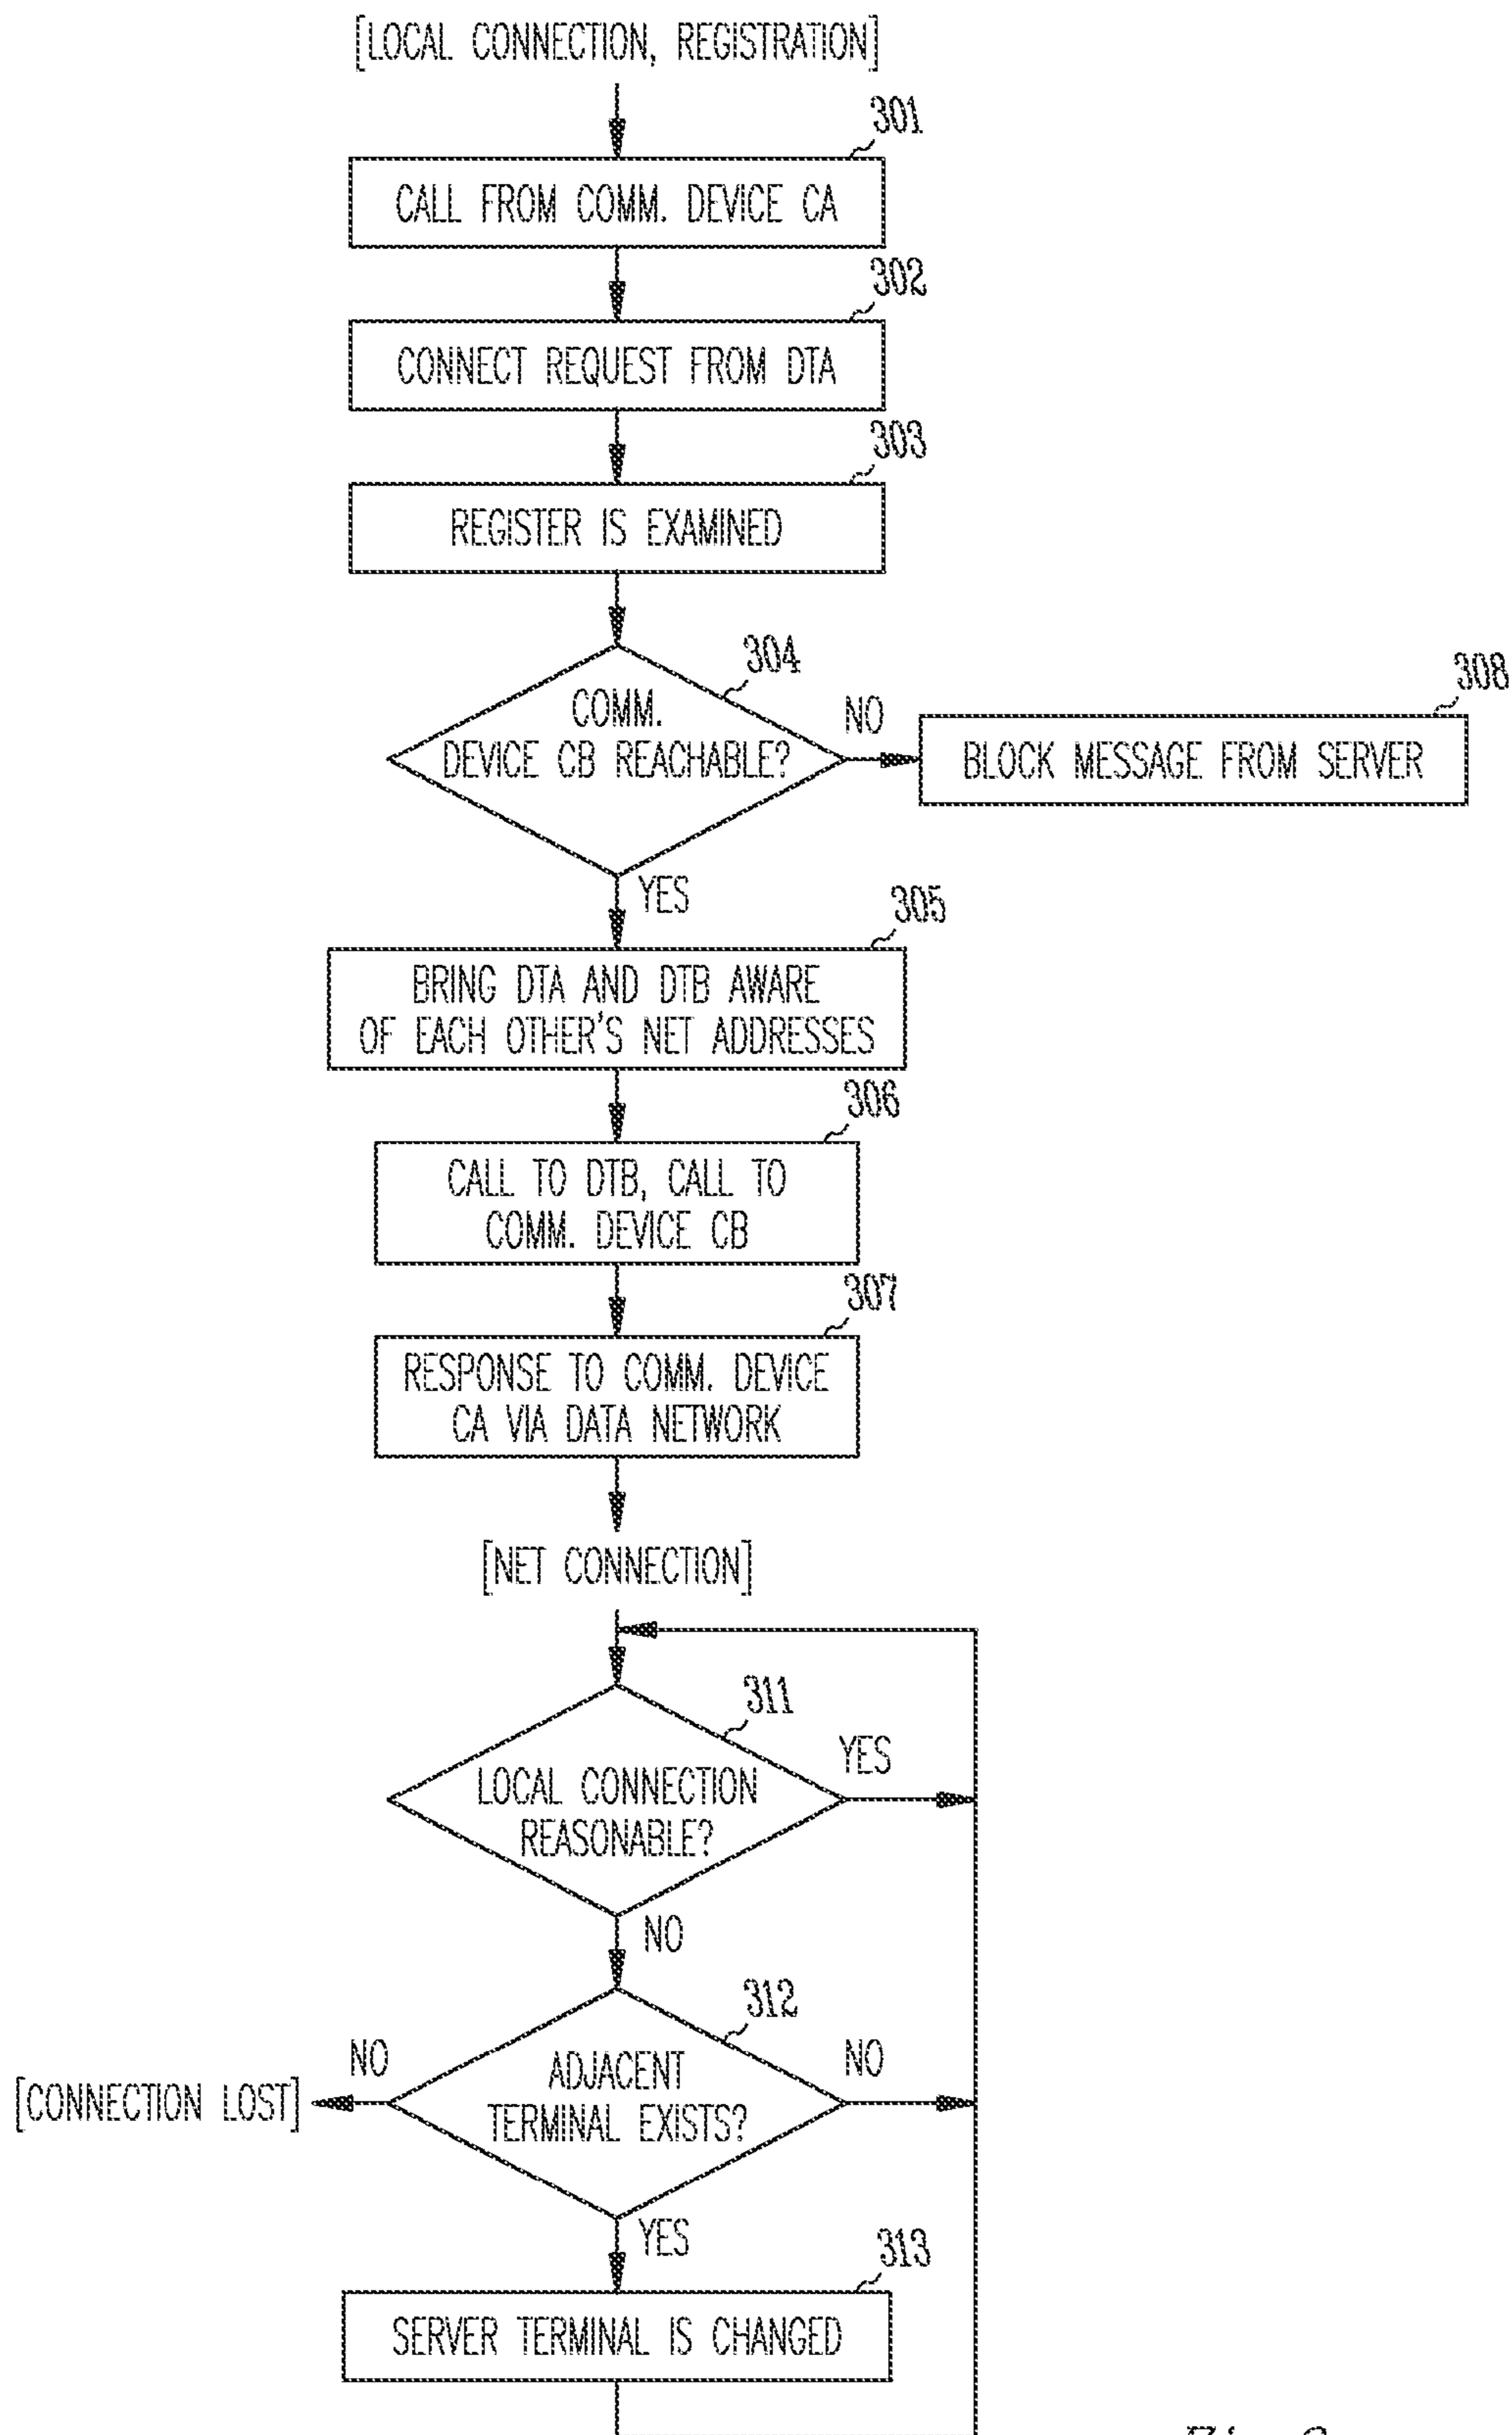 [LOCAL CONNECTION, REGISTRATION]
301
CALL FROM COMM. DEVICE CA
302
CONNECT REQUEST FROM DTA
303
REGISTER IS EXAMINED
304
COMM.
DEVICE CB REACHABLE?
NO
308
BLOCK MESSAGE FROM SERVER
YES
305
BRING DTA AND DTB AWARE
OF EACH OTHER'S NET ADDRESSES
306
CALL TO DTB, CALL TO
COMM. DEVICE CB
307
RESPONSE TO COMM. DEVICE
CA VIA DATA NETWORK
[NET CONNECTION]
311
LOCAL CONNECTION
REASONABLE?
YES
NO
312
ADJACENT
TERMINAL EXISTS?
NO
NO
[CONNECTION LOST]
YES
313
SERVER TERMINAL IS CHANGED